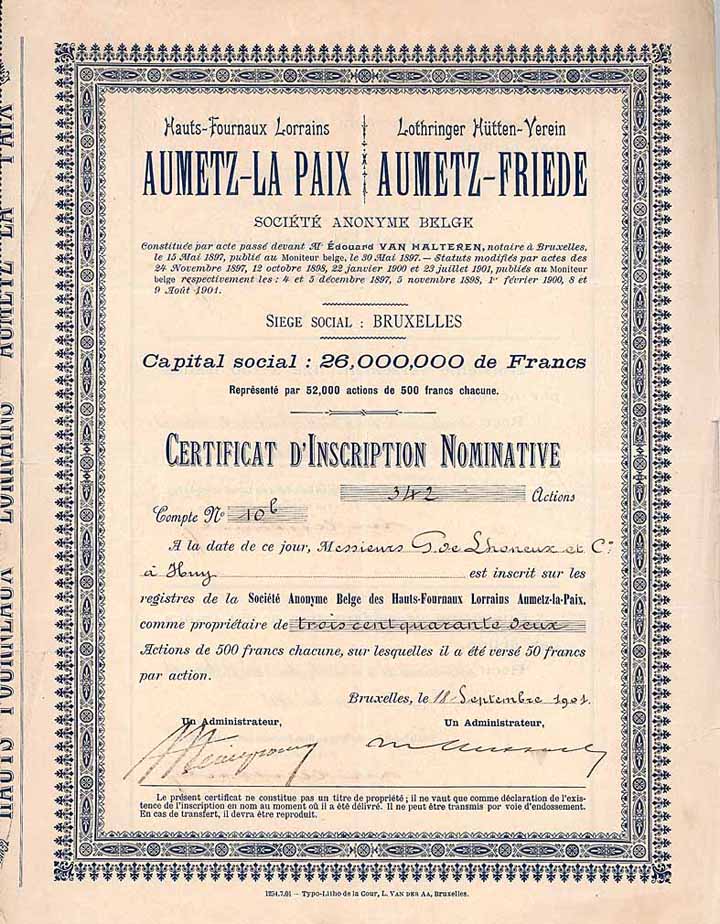 Hauts-Fournaux Lorrains
AUMETZ-LA PAIX
Lothringer Hütten-Verein
AUMETZ-FRIEDE
SOCIÉTÉ ANONYME BELGE
Constituée par acte passé devant Mr Édouard VAN HALTEREN, notaire à Bruxelles,
le 15 Mai 1897, publié au Moniteur belge, le 30 Mai 1897. – Statuts modifiés par actes des
24 Novembre 1897, 12 octobre 1898, 22 janvier 1900 et 23 juillet 1901, publiés au Moniteur
belge respectivement les : 4 et 5 décembre 1897, 5 novembre 1898, 1er février 1900, 8 et
9 Août 1901.
SIEGE SOCIAL : BRUXELLES
Capital social : 26,000,000 de Francs
Représenté par 52,000 actions de 500 francs chacune.
CERTIFICAT D'INSCRIPTION NOMINATIVE
342 Actions
Compte No 10b
A la date de ce jour, Messieurs G. de Lhoneux et Cie
à Huy est inscrit sur les
registres de la Société Anonyme Belge des Hauts-Fournaux Lorrains Aumetz-la-Paix,
comme propriétaire de trois cent quarante deux
Actions de 500 francs chacune, sur lesquelles il a été versé 50 francs
par action.
Bruxelles, le 18 Septembre 1901.
Un Administrateur,
Un Administrateur,
Le présent certificat ne constitue pas un titre de propriété ; il ne vaut que comme déclaration de l'exis-
tence de l'inscription en nom au moment où il a été délivré. Il ne peut être transmis par voie d'endossement.
En cas de transfert, il devra être reproduit.
1254.7.01 – Typo-Litho de la Cour, L. VAN DER AA, Bruxelles.
HAUTS FOURNEAUX LORRAINS AUMETZ LA PAIX